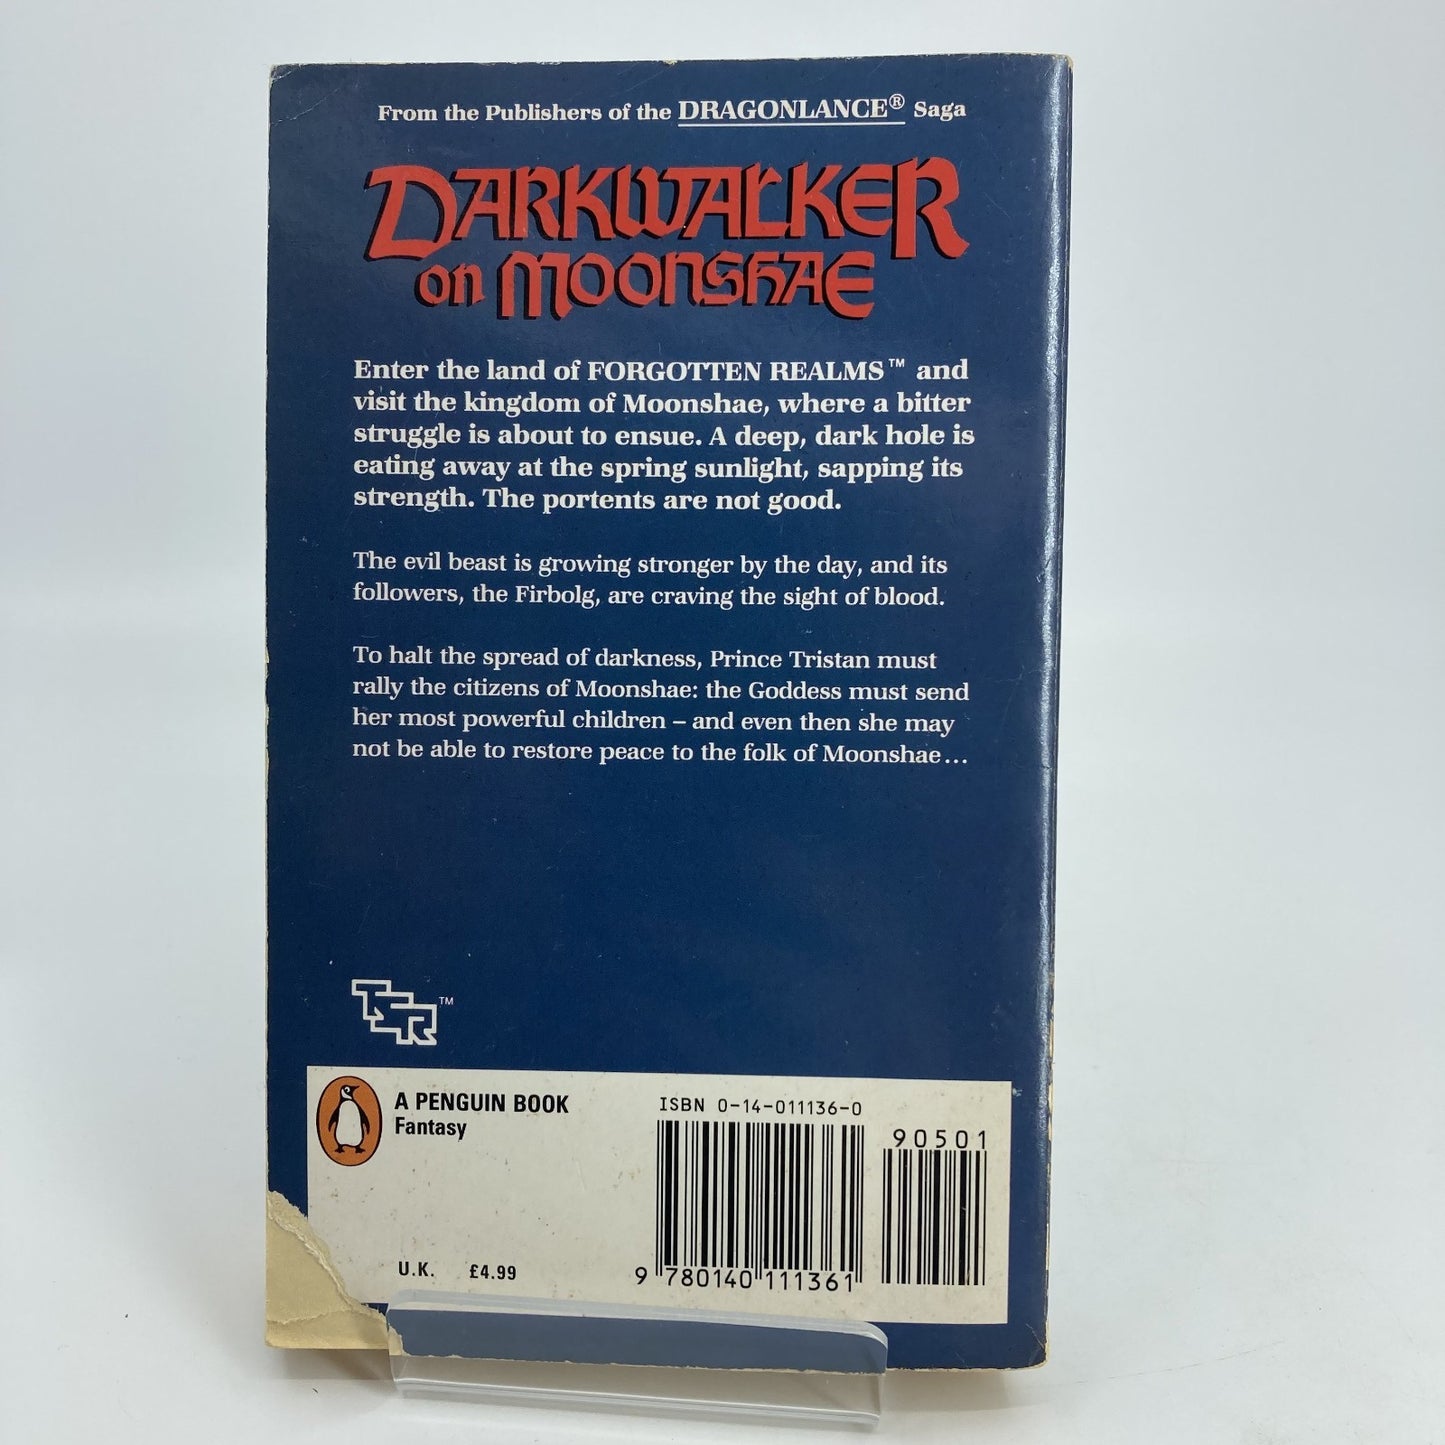 From the Publishers of the DRAGONLANCE® Saga
DARKWALKER
on MOONSHAE
Enter the land of FORGOTTEN REALMS™ and
visit the kingdom of Moonshae, where a bitter
struggle is about to ensue. A deep, dark hole is
eating away at the spring sunlight, sapping its
strength. The portents are not good.
The evil beast is growing stronger by the day, and its
followers, the Firbolg, are craving the sight of blood.
To halt the spread of darkness, Prince Tristan must
rally the citizens of Moonshae: the Goddess must send
her most powerful children – and even then she may
not be able to restore peace to the folk of Moonshae...
TSR™
A PENGUIN BOOK
Fantasy
ISBN 0-14-011136-0
90501
9 780140 111361
U.K. £4.99